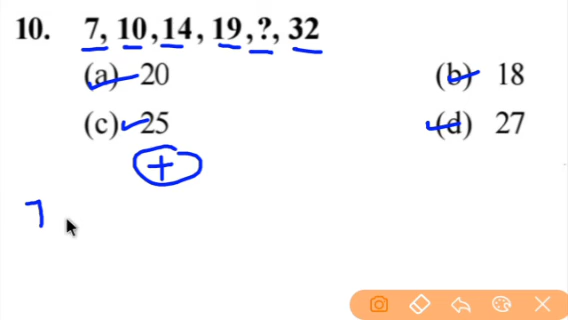 10. 7, 10, 14, 19, ?, 32
(a) 20 (b) 18
(c) 25 (d) 27
+
7